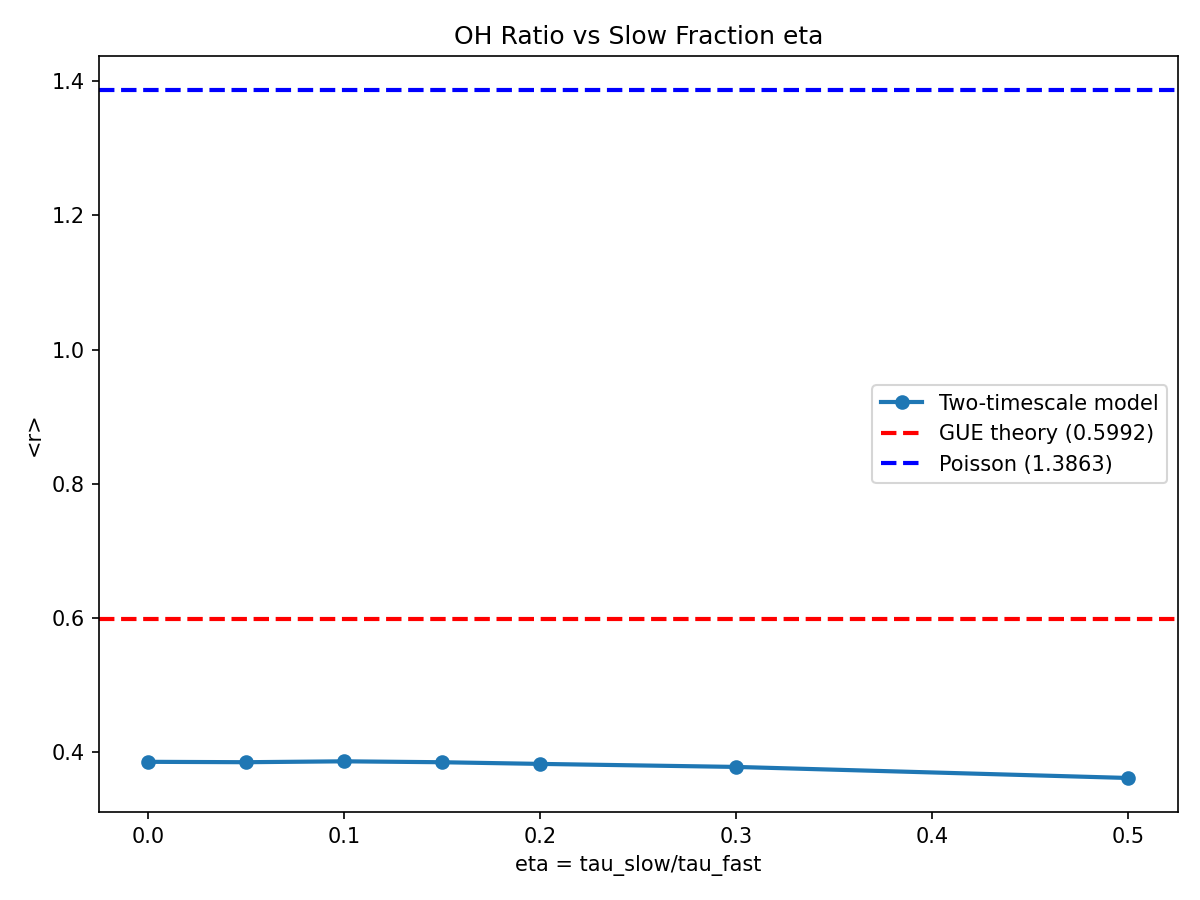 OH Ratio vs Slow Fraction eta
1.4
1.2
1.0
0.8
0.6
0.4
<r>
Two-timescale model
GUE theory (0.5992)
Poisson (1.3863)
0.0 0.1 0.2 0.3 0.4 0.5
eta = tau_slow/tau_fast